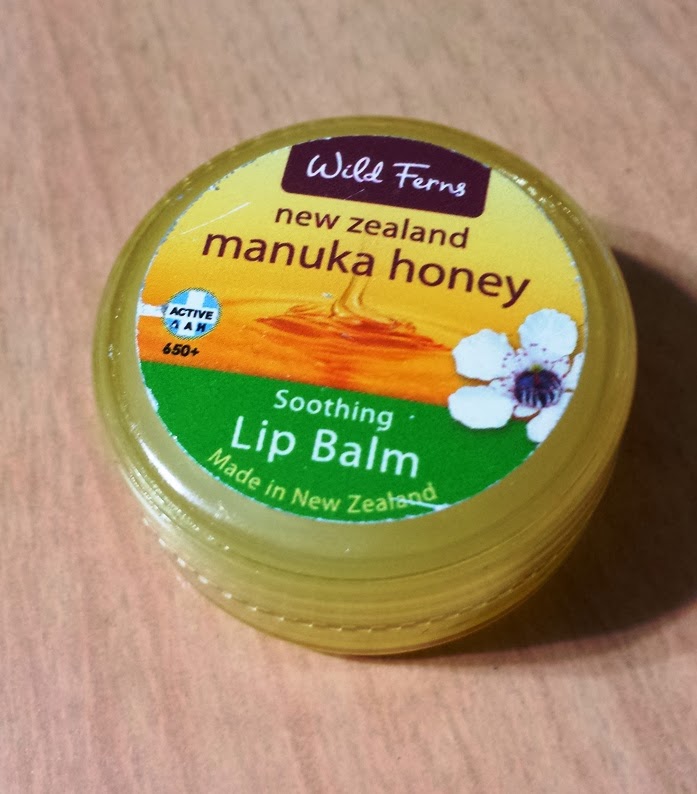 Wild Ferns
new zealand
manuka honey
ACTIVE
A A H
650+
Soothing
Lip Balm
Made in New Zealand